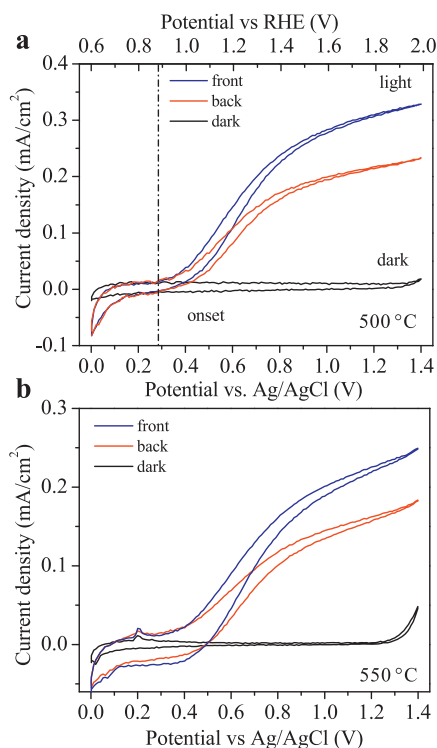 Potential vs RHE (V)
a
0.6 0.8 1.0 1.2 1.4 1.6 1.8 2.0
0.4
0.3
0.2
0.1
0.0
-0.1
Current density (mA/cm²)
front
back
dark
light
dark
onset
500 °C
0.0 0.2 0.4 0.6 0.8 1.0 1.2 1.4
Potential vs. Ag/AgCl (V)
b
0.3
0.2
0.1
0.0
Current density (mA/cm²)
front
back
dark
550 °C
0.0 0.2 0.4 0.6 0.8 1.0 1.2 1.4
Potential vs Ag/AgCl (V)